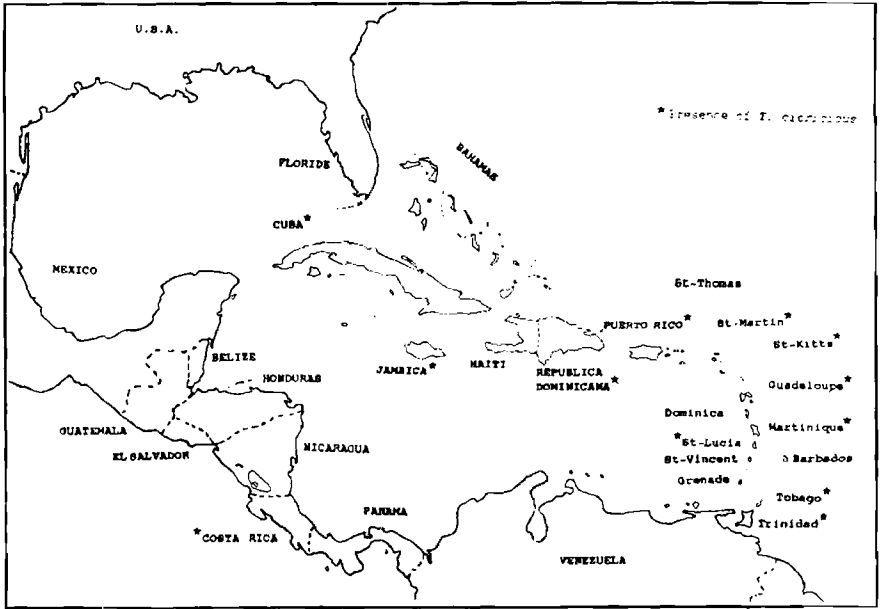 U.S.A.
*Presence of T.
FLORIDE
BAHAMAS
CUBA*
MEXICO
St-Thomas
PUERTO RICO*
St-Martin*
St-Kitts*
BELIZE
HONDURAS
JAMAICA*
HAITI
REPUBLICA
DOMINICANA*
Guadeloupe*
Dominica
Martinique*
GUATEMALA
*St-Lucia
EL SALVADOR
NICARAGUA
St-Vincent
Barbados
Grenade
Tobago*
PANAMA
Trinidad*
*COSTA RICA
VENEZUELA